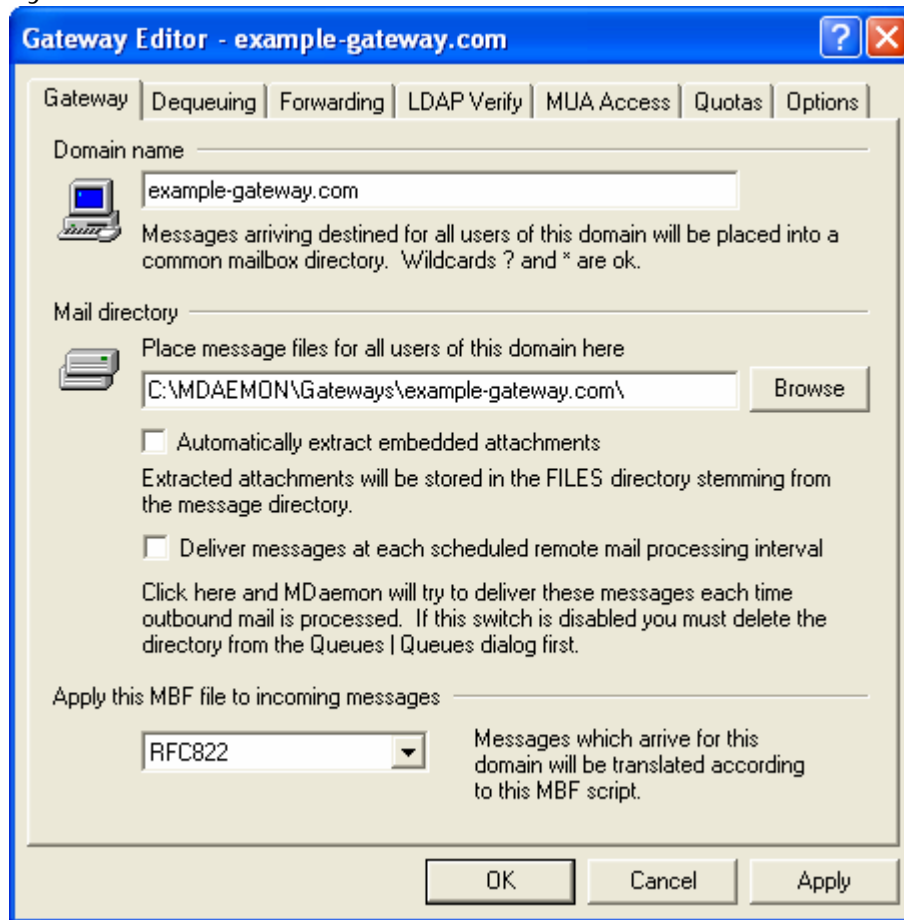 Gateway Editor - example-gateway.com
Gateway Dequeuing Forwarding LDAP Verify MUA Access Quotas Options
Domain name
example-gateway.com
Messages arriving destined for all users of this domain will be placed into a
common mailbox directory. Wildcards ? and * are ok.
Mail directory
Place message files for all users of this domain here
C:\MDAEMON\Gateways\example-gateway.com\ Browse
Automatically extract embedded attachments
Extracted attachments will be stored in the FILES directory stemming from
the message directory.
Deliver messages at each scheduled remote mail processing interval
Click here and MDaemon will try to deliver these messages each time
outbound mail is processed. If this switch is disabled you must delete the
directory from the Queues | Queues dialog first.
Apply this MBF file to incoming messages
RFC822
Messages which arrive for this
domain will be translated according
to this MBF script.
OK Cancel Apply